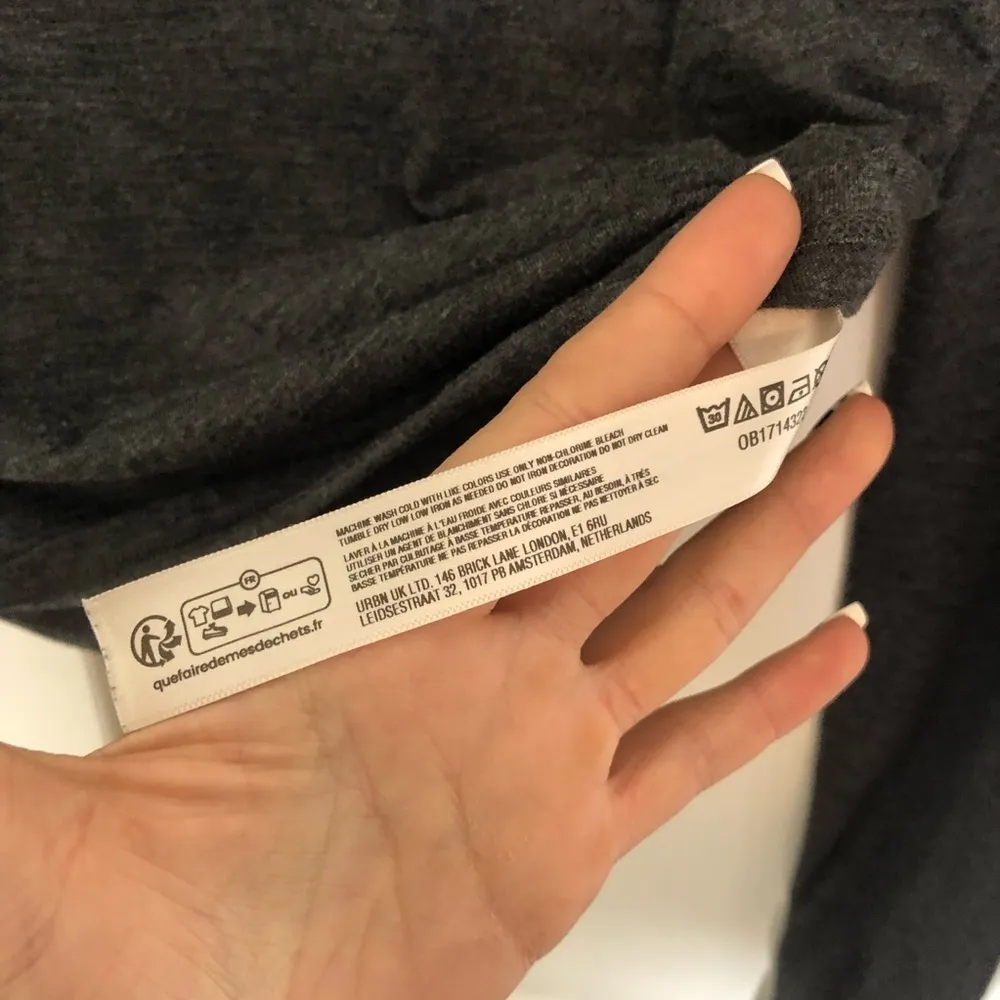 30
OB171432
MACHINE WASH COLD WITH LIKE COLORS USE ONLY NON-CHLORINE BLEACH
TUMBLE DRY LOW LOW IRON AS NEEDED DO NOT IRON DECORATION DO NOT DRY CLEAN
LAVER À LA MACHINE À L'EAU FROIDE AVEC COULEURS SIMILAIRES
UTILISER UN AGENT DE BLANCHIMENT SANS CHLORE SI NÉCESSAIRE
SECHER PAR CULBUTAGE À BASSE TEMPERATURE REPASSER. AU BESOIN, À TRÉS
BASSE TEMPÉRATURE NE PAS REPASSER LA DÉCORATION NE PAS NETTOYER À SEC
URBN UK LTD. 146 BRICK LANE LONDON, E1 6RU
LEIDSESTRAAT 32, 1017 PB AMSTERDAM, NETHERLANDS
FR
OU
quefairedemesdechets.fr